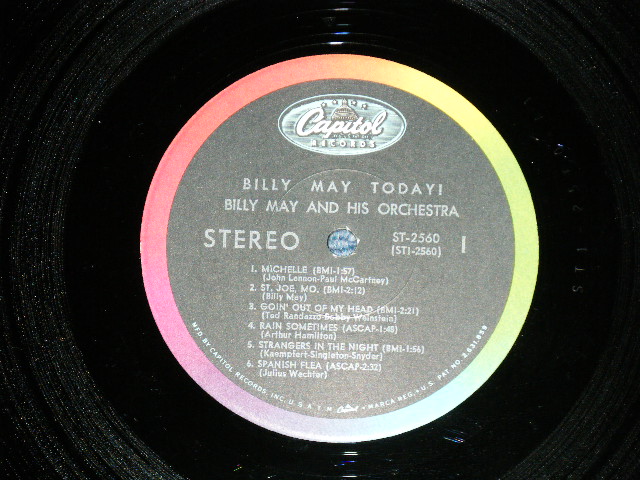 Capitol
RECORDS
BILLY MAY TODAY!
BILLY MAY AND HIS ORCHESTRA
STEREO
ST-2560
(ST1-2560)
1
1. MICHELLE (BMI-1:57)
(John Lennon-Paul McCartney)
2. ST. JOE, MO. (BMI-2:12)
(Billy May)
3. GOIN' OUT OF MY HEAD (BMI-2:21)
(Ted Randazzo-Bobby Weinstein)
4. RAIN SOMETIMES (ASCAP-1:48)
(Arthur Hamilton)
5. STRANGERS IN THE NIGHT (BMI-1:56)
(Kaempfert-Singleton-Snyder)
6. SPANISH FLEA (ASCAP-2:32)
(Julius Wechter)
MFD. BY CAPITOL RECORDS, INC. U.S.A. T.M. Capitol MARCA REG. • U.S. PAT. NO. 2,631,859